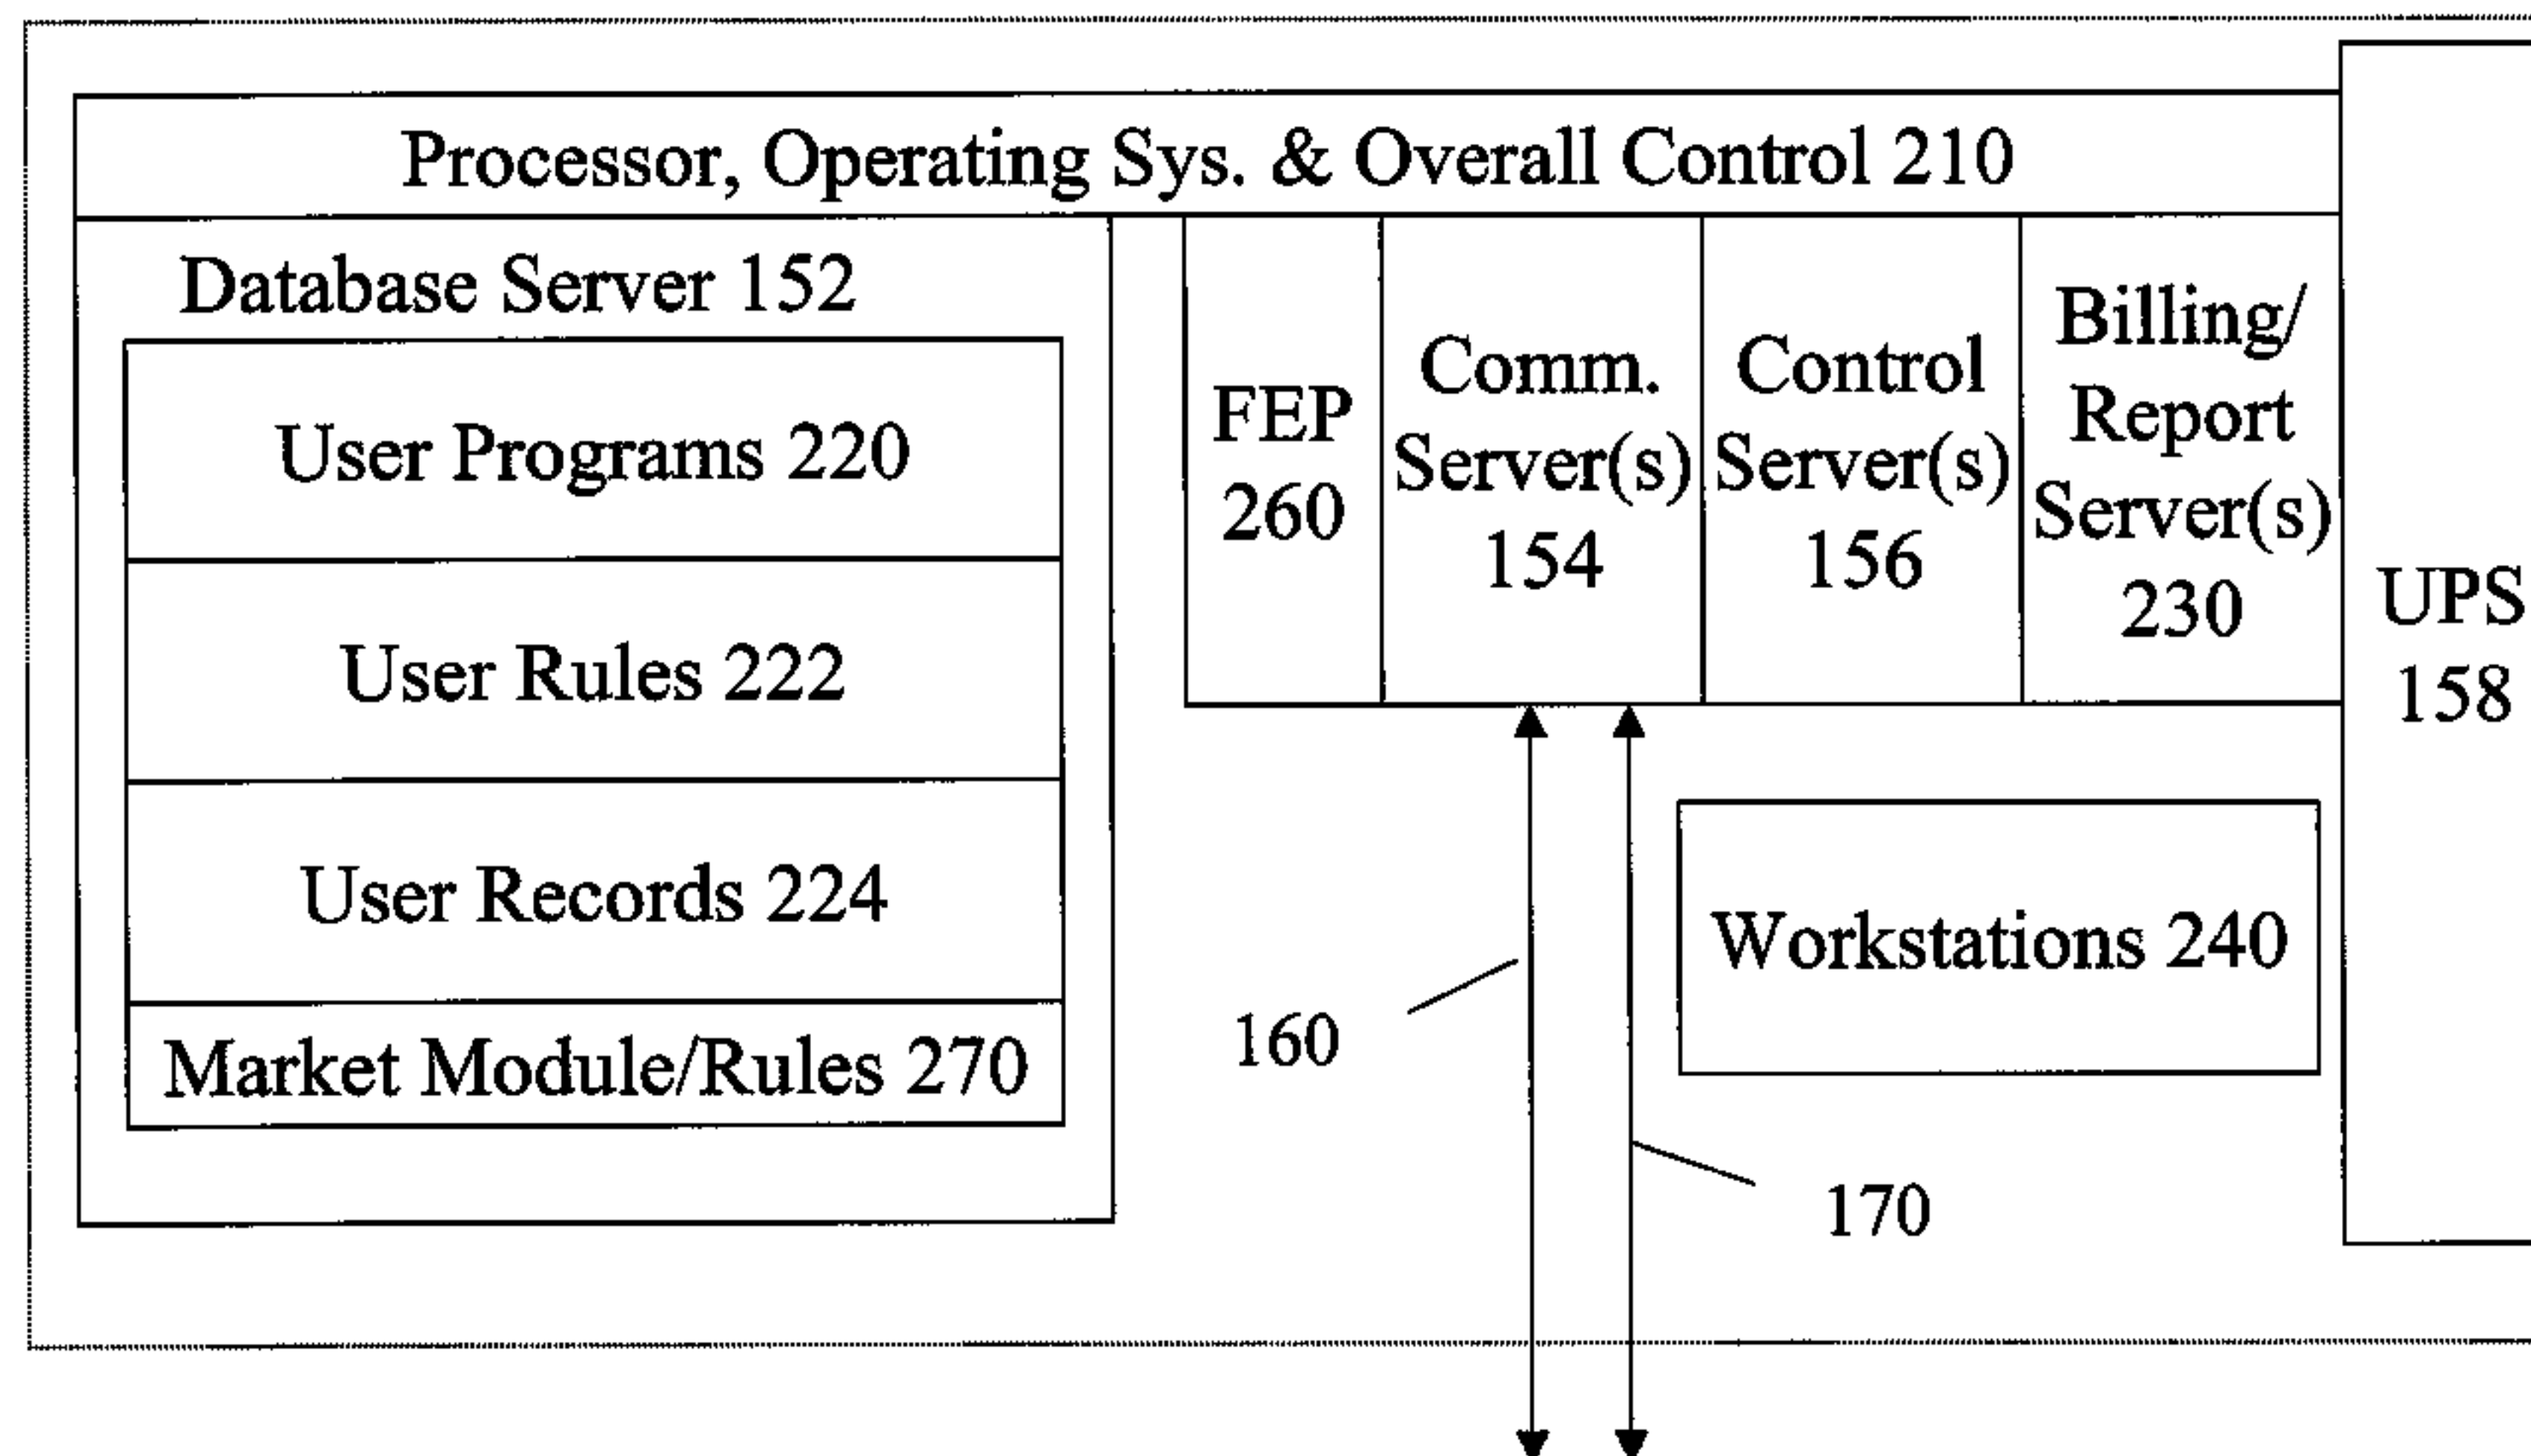 Processor, Operating Sys. & Overall Control 210
Database Server 152
User Programs 220
User Rules 222
User Records 224
Market Module/Rules 270
FEP
260
Comm.
Server(s)
154
Control
Server(s)
156
Billing/
Report
Server(s)
230
UPS
158
Workstations 240
160
170